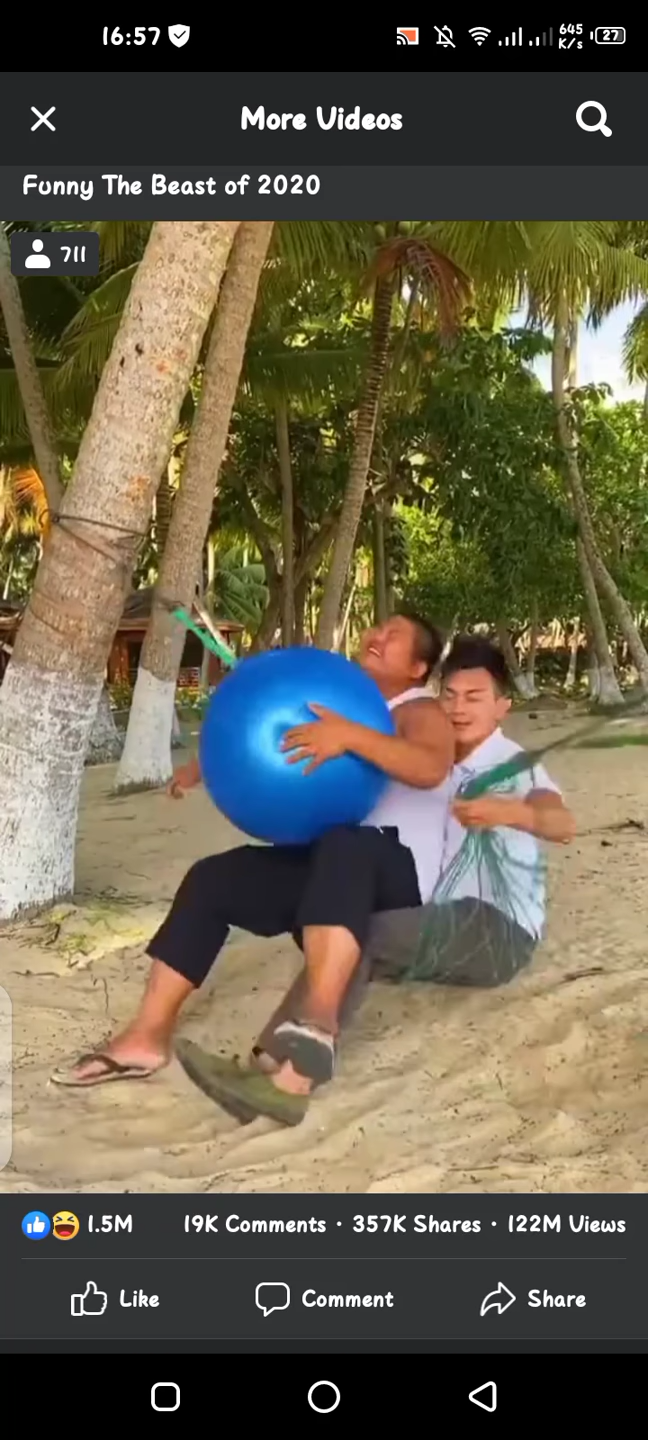 16:57
645
K/s
27
More Videos
Funny The Beast of 2020
711
1.5M
19K Comments · 357K Shares · 122M Views
Like
Comment
Share